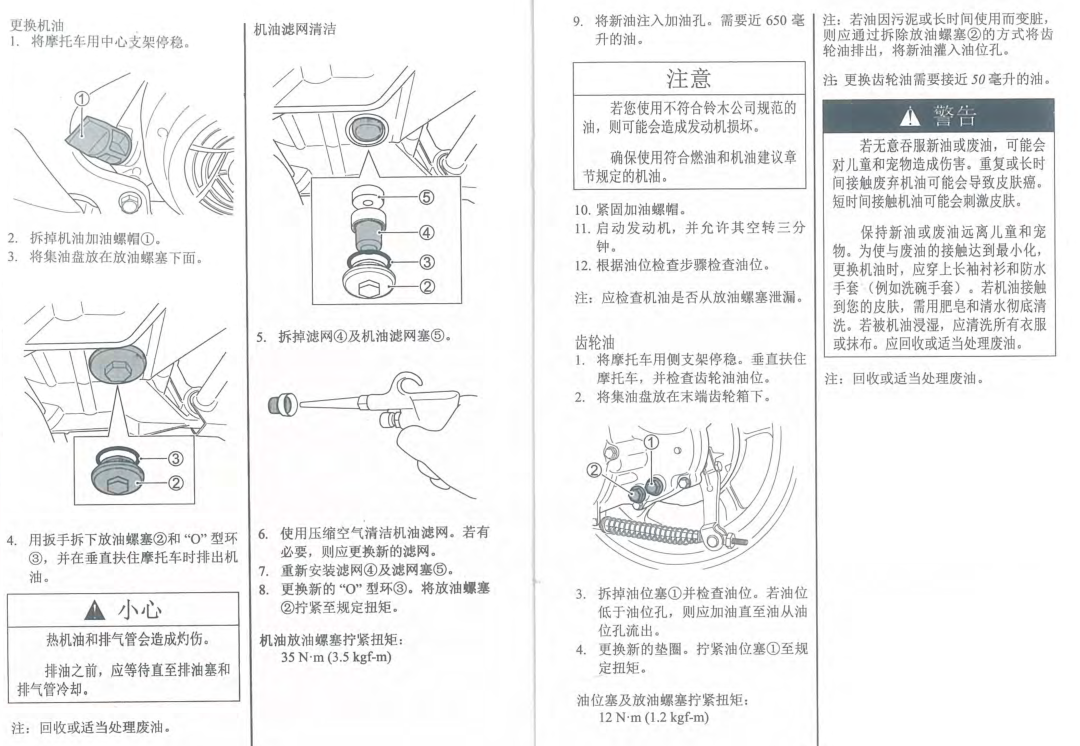 更换机油
1. 将摩托车用中心支架停稳。
①
2. 拆掉机油加油螺帽①。
3. 将集油盘放在放油螺塞下面。
③
②
4. 用扳手拆下放油螺塞②和 “O” 型环
③，并在垂直扶住摩托车时排出机
油。
小心
热机油和排气管会造成灼伤。
排油之前，应等待直至排油塞和
排气管冷却。
注：回收或适当处理废油。
机油滤网清洁
⑤
④
③
②
5. 拆掉滤网④及机油滤网塞⑤。
6. 使用压缩空气清洁机油滤网。若有
必要，则应更换新的滤网。
7. 重新安装滤网④及滤网塞⑤。
8. 更换新的 “O” 型环③。将放油螺塞
②拧紧至规定扭矩。
机油放油螺塞拧紧扭矩：
35 N·m (3.5 kgf-m)
9. 将新油注入加油孔。需要近 650 毫
升的油。
注意
若您使用不符合铃木公司规范的
油，则可能会造成发动机损坏。
确保使用符合燃油和机油建议章
节规定的机油。
10. 紧固加油螺帽。
11. 启动发动机，并允许其空转三分
钟。
12. 根据油位检查步骤检查油位。
注：应检查机油是否从放油螺塞泄漏。
齿轮油
1. 将摩托车用侧支架停稳。垂直扶住
摩托车，并检查齿轮油油位。
2. 将集油盘放在末端齿轮箱下。
①
②
3. 拆掉油位塞①并检查油位。若油位
低于油位孔，则应加油直至油从油
位孔流出。
4. 更换新的垫圈。拧紧油位塞①至规
定扭矩。
油位塞及放油螺塞拧紧扭矩：
12 N·m (1.2 kgf-m)
注：若油因污泥或长时间使用而变脏，
则应通过拆除放油螺塞②的方式将齿
轮油排出，将新油灌入油位孔。
注：更换齿轮油需要接近 50 毫升的油。
警告
若无意吞服新油或废油，可能会
对儿童和宠物造成伤害。重复或长时
间接触废弃机油可能会导致皮肤癌。
短时间接触机油可能会刺激皮肤。
保持新油或废油远离儿童和宠
物。为使与废油的接触达到最小化，
更换机油时，应穿上长袖衬衫和防水
手套（例如洗碗手套）。若机油接触
到您的皮肤，需用肥皂和清水彻底清
洗。若被机油浸湿，应清洗所有衣服
或抹布。应回收或适当处理废油。
注：回收或适当处理废油。